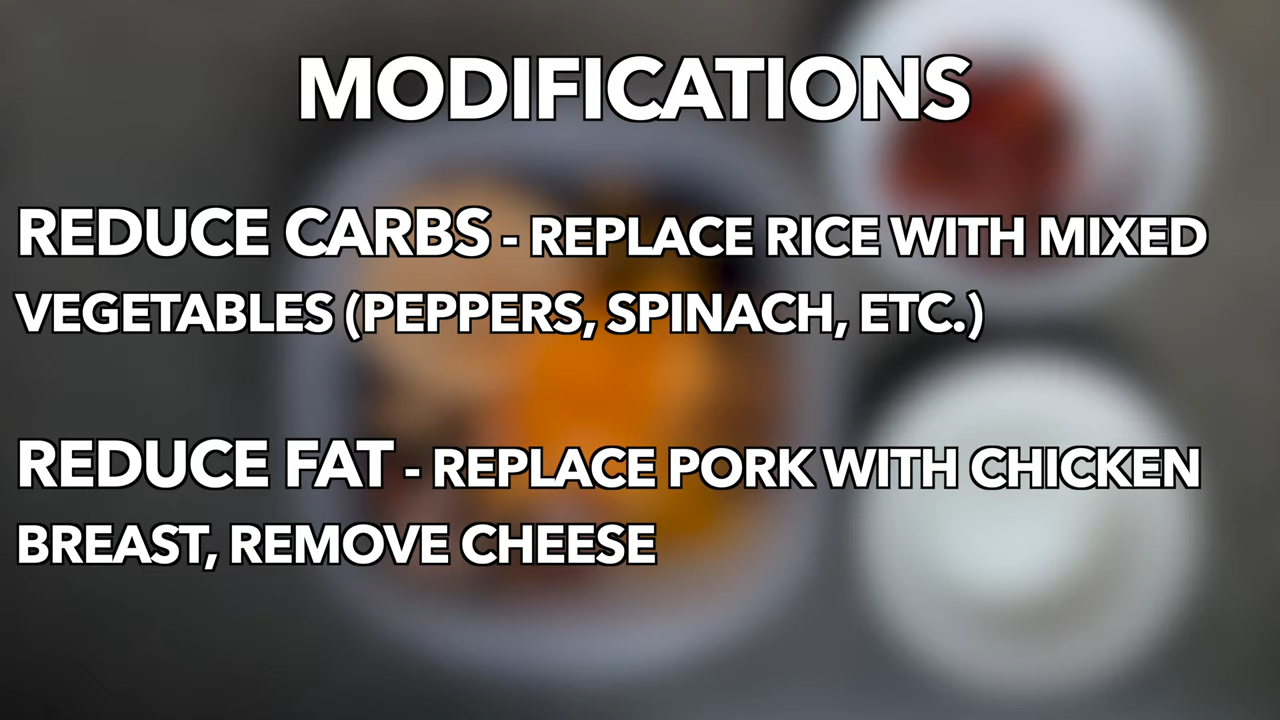 MODIFICATIONS
REDUCE CARBS - REPLACE RICE WITH MIXED
VEGETABLES (PEPPERS, SPINACH, ETC.)
REDUCE FAT - REPLACE PORK WITH CHICKEN
BREAST, REMOVE CHEESE